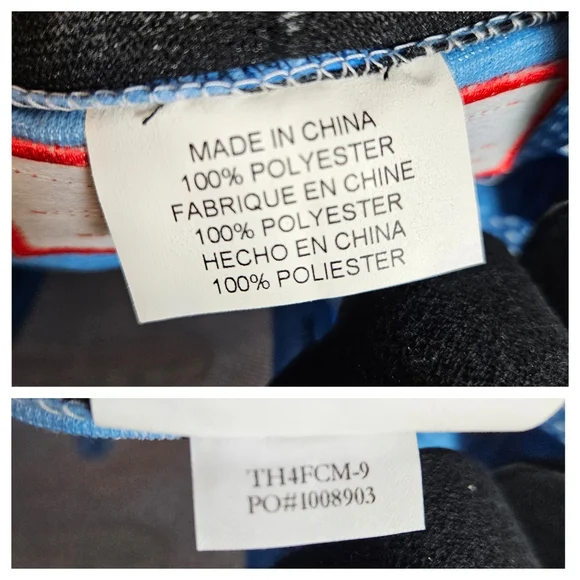 MADE IN CHINA
100% POLYESTER
FABRIQUE EN CHINE
100% POLYESTER
HECHO EN CHINA
100% POLIESTER
TH4FCM-9
PO#1008903